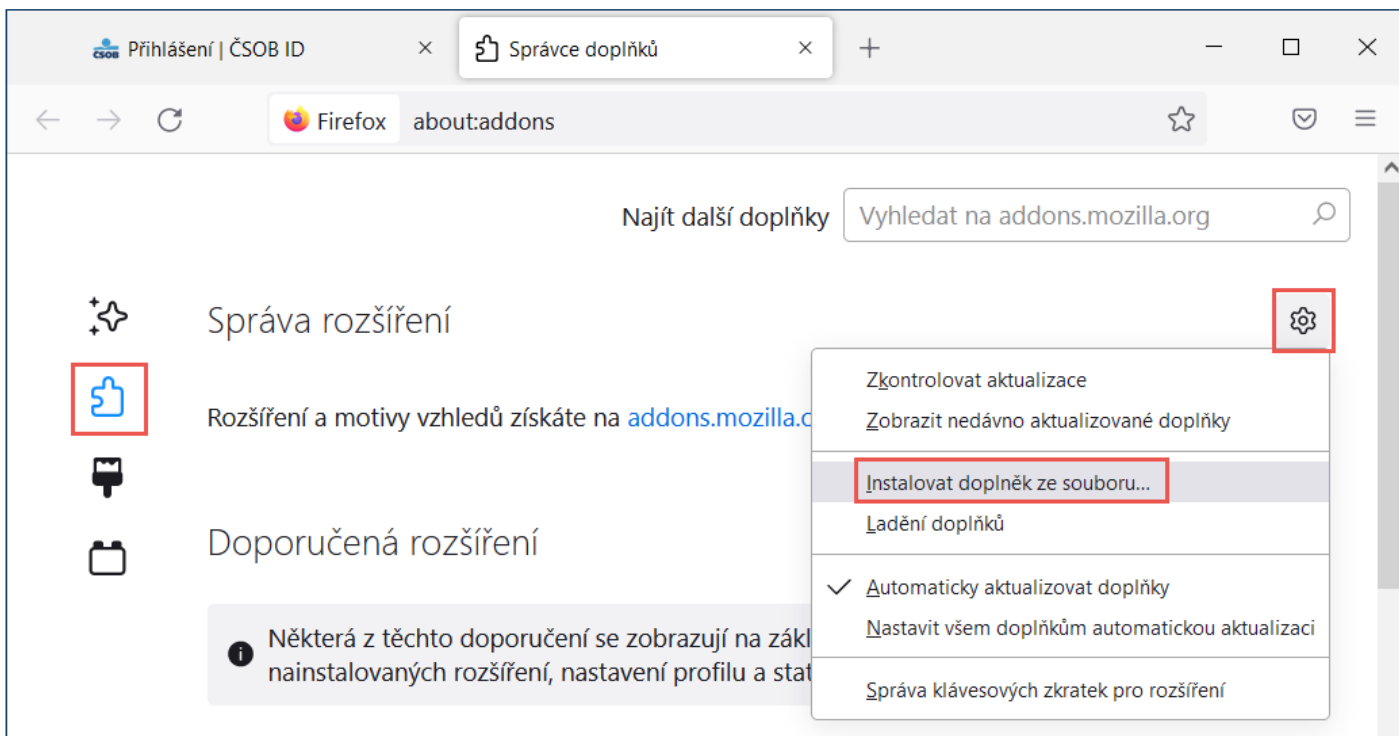 ČSOB Přihlášení | ČSOB ID
Správce doplňků
Firefox about:addons
Najít další doplňky Vyhledat na addons.mozilla.org
Správa rozšíření
Zkontrolovat aktualizace
Rozšíření a motivy vzhledů získáte na addons.mozilla.o
Zobrazit nedávno aktualizované doplňky
Instalovat doplněk ze souboru...
Ladění doplňků
Doporučená rozšíření
Automaticky aktualizovat doplňky
Nastavit všem doplňkům automatickou aktualizaci
Některá z těchto doporučení se zobrazují na zákl
nainstalovaných rozšíření, nastavení profilu a stat
Správa klávesových zkratek pro rozšíření